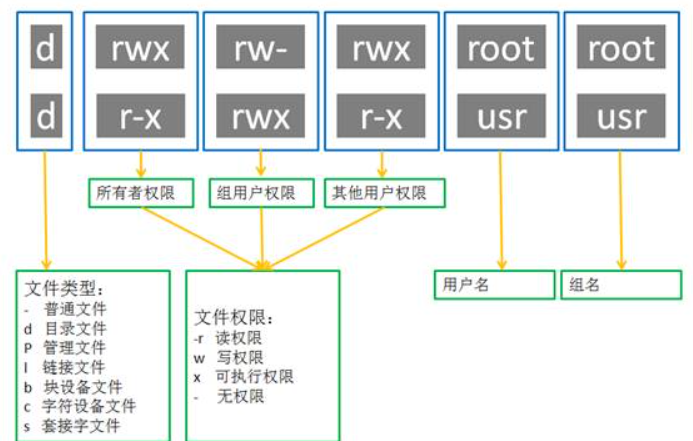 d rwx rw- rwx root root
d r-x rwx r-x usr usr
所有者权限 组用户权限 其他用户权限
文件类型：
- 普通文件
d 目录文件
P 管理文件
l 链接文件
b 块设备文件
c 字符设备文件
s 套接字文件
文件权限：
-r 读权限
w 写权限
x 可执行权限
- 无权限
用户名 组名